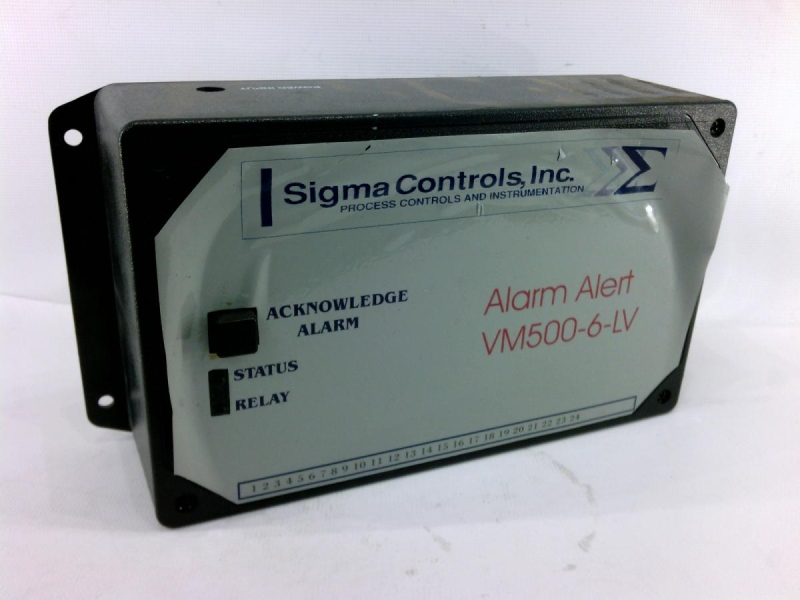 POWER INPUT
Sigma Controls, Inc.
PROCESS CONTROLS AND INSTRUMENTATION
ACKNOWLEDGE
ALARM
Alarm Alert
VM500-6-LV
STATUS
RELAY
1 2 3 4 5 6 7 8 9 10 11 12 13 14 15 16 17 18 19 20 21 22 23 24